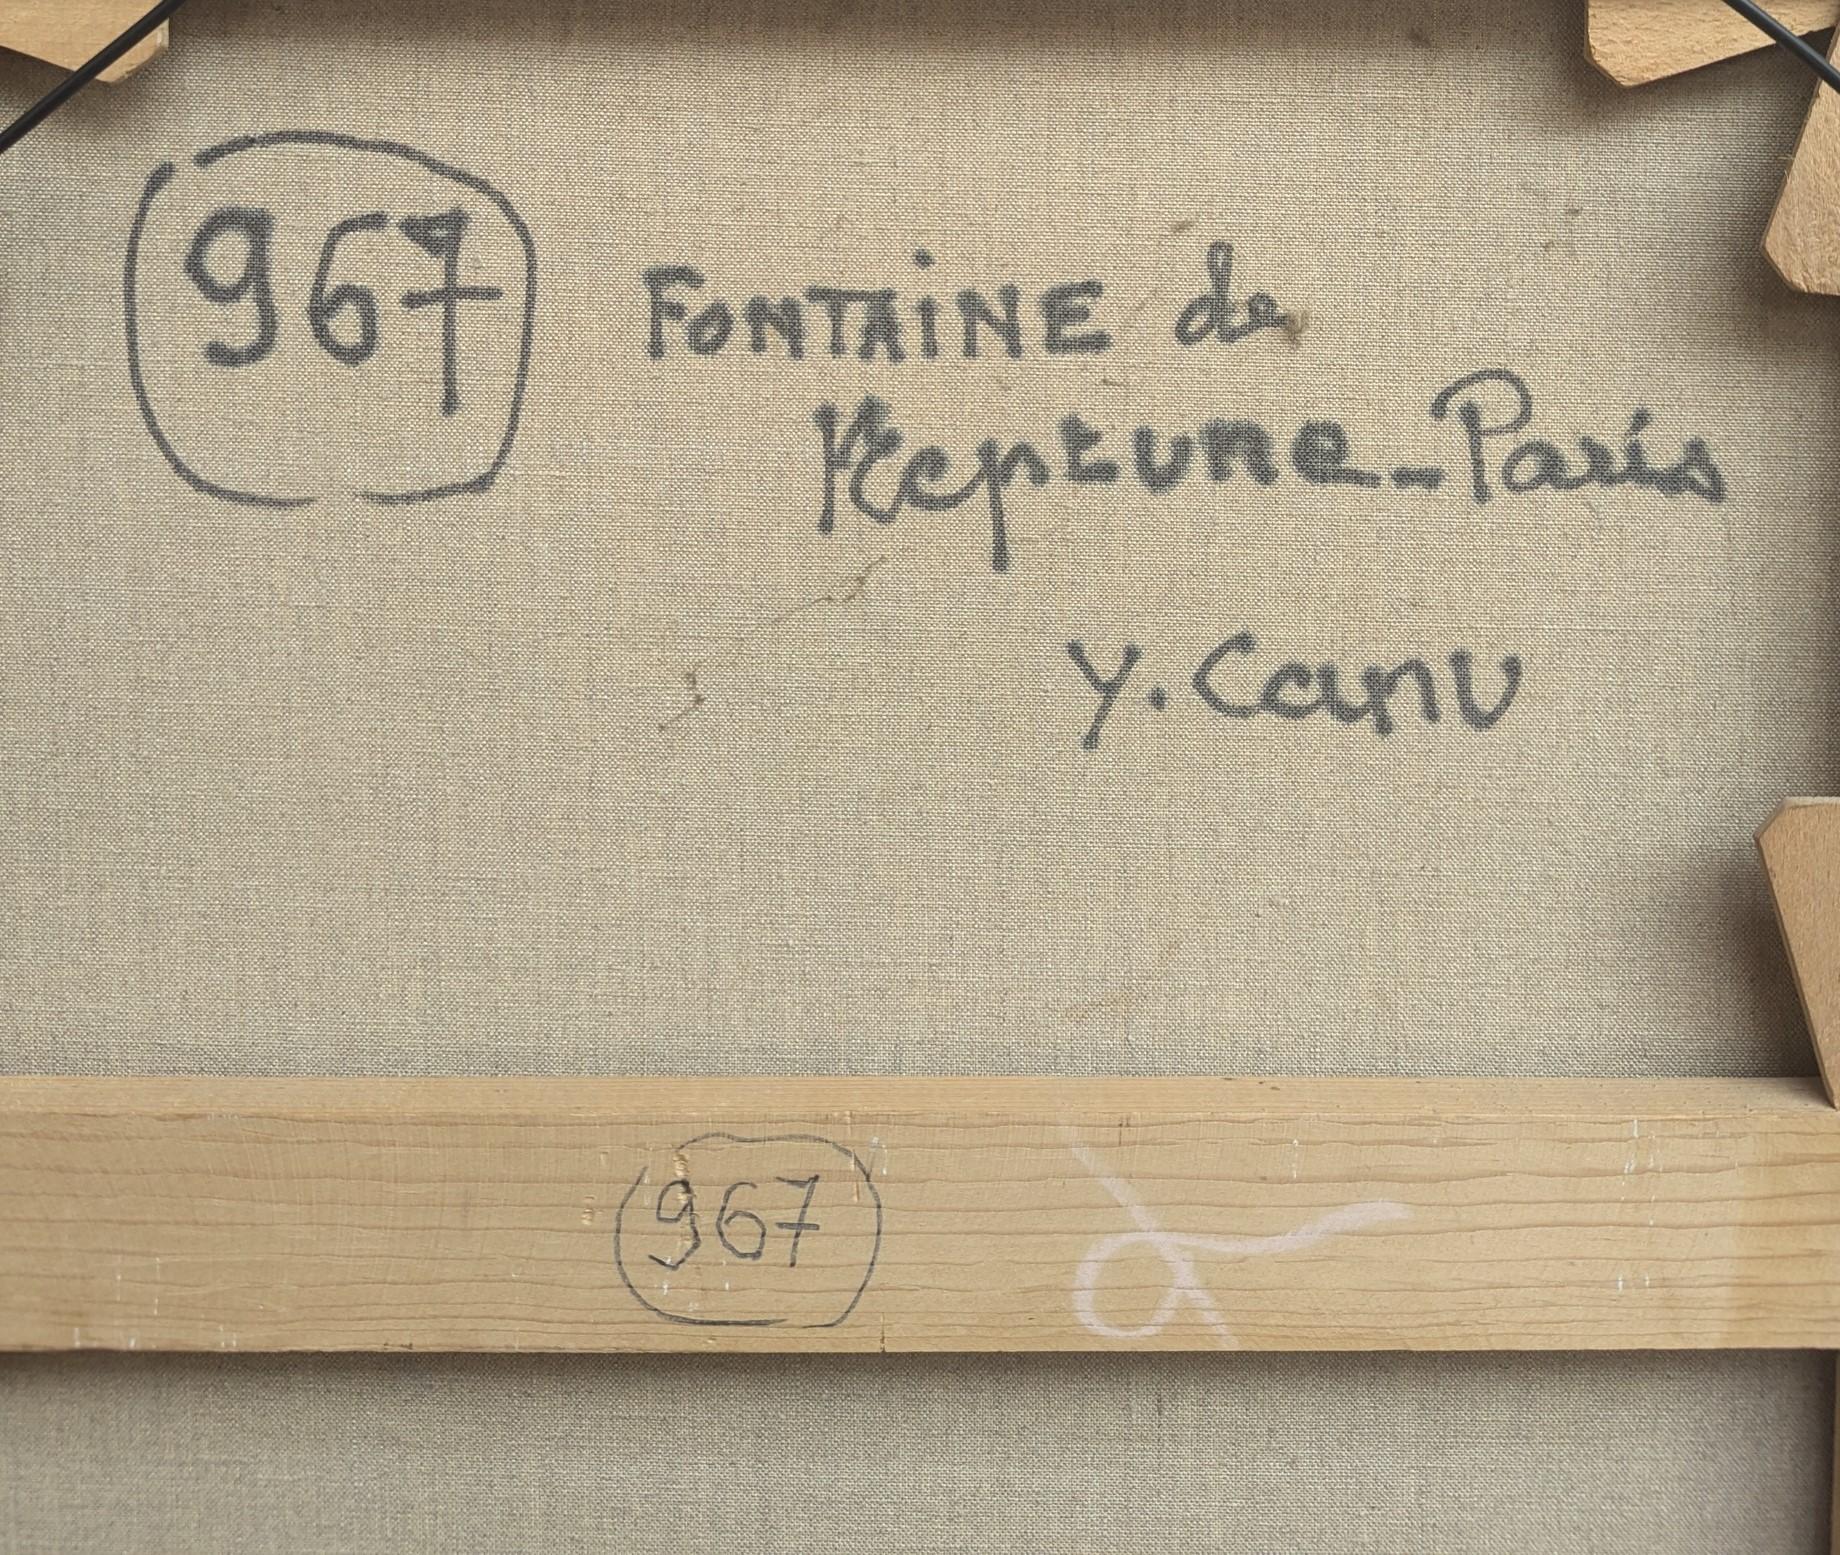 967
FONTAiNE de
Neptune-Paris
Y. Canu
967